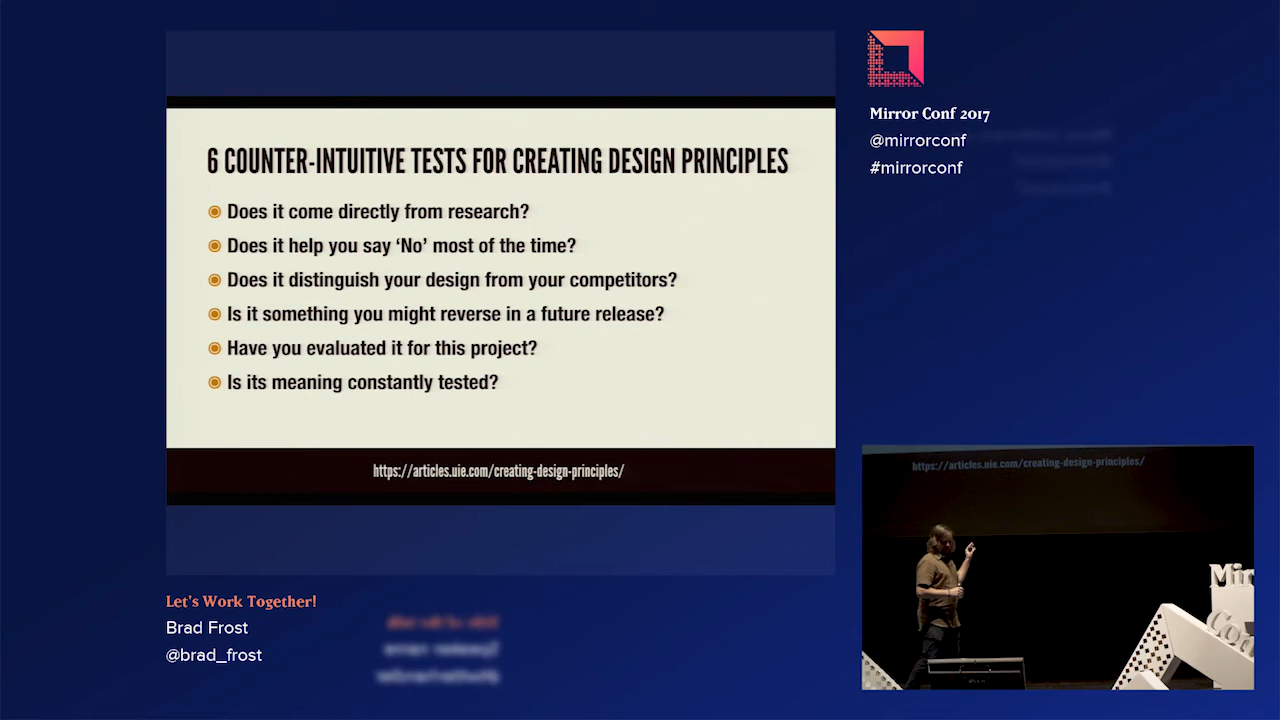 6 COUNTER-INTUITIVE TESTS FOR CREATING DESIGN PRINCIPLES
Does it come directly from research?
Does it help you say ‘No’ most of the time?
Does it distinguish your design from your competitors?
Is it something you might reverse in a future release?
Have you evaluated it for this project?
Is its meaning constantly tested?
https://articles.uie.com/creating-design-principles/
Let's Work Together!
Brad Frost
@brad_frost
Mirror Conf 2017
@mirrorconf
#mirrorconf
https://articles.uie.com/creating-design-principles/
Mir
Con